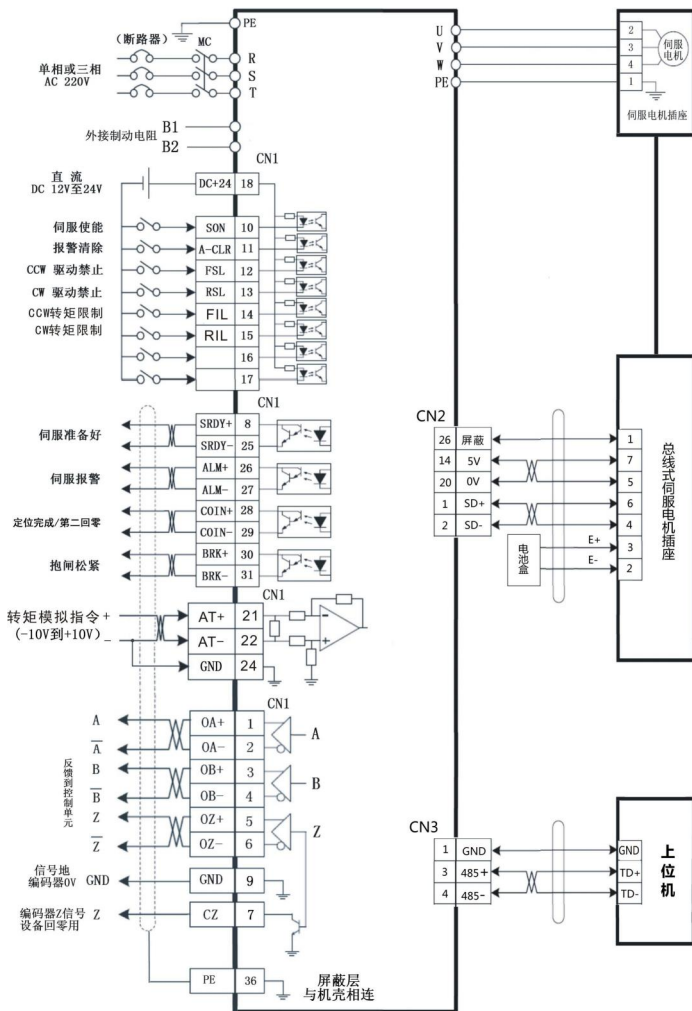 PE
(断路器) MC
单相或三相
AC 220V
R
S
T
外接制动电阻
B1
B2
CN1
直 流
DC 12V至24V
DC+24 18
伺服使能 SON 10
报警清除 A-CLR 11
CCW 驱动禁止 FSL 12
CW 驱动禁止 RSL 13
CCW转矩限制 FIL 14
CW转矩限制 RIL 15
16
17
CN1
伺服准备好
SRDY+ 8
SRDY- 25
伺服报警
ALM+ 26
ALM- 27
定位完成/第二回零
COIN+ 28
COIN- 29
抱闸松紧
BRK+ 30
BRK- 31
CN1
转矩模拟指令 +
(-10V到+10V) -
AT+ 21
AT- 22
GND 24
- 
+
CN1
A OA+ 1
A OA- 2
A
B OB+ 3
B OB- 4
B
Z OZ+ 5
Z OZ- 6
Z
反馈到控制单元
信号地
编码器0V
GND GND 9
编码器Z信号
设备回零用
Z CZ 7
PE 36
屏蔽层
与机壳相连
U 2
V 3
W 4
PE 1
伺服
电机
伺服电机插座
CN2
26 屏蔽 1
14 5V 7
20 0V 5
1 SD+ 6
2 SD- 4
电池盒
E+ 3
E- 2
总线式伺服电机插座
CN3
1 GND GND
3 485+ TD+
4 485- TD-
上位机